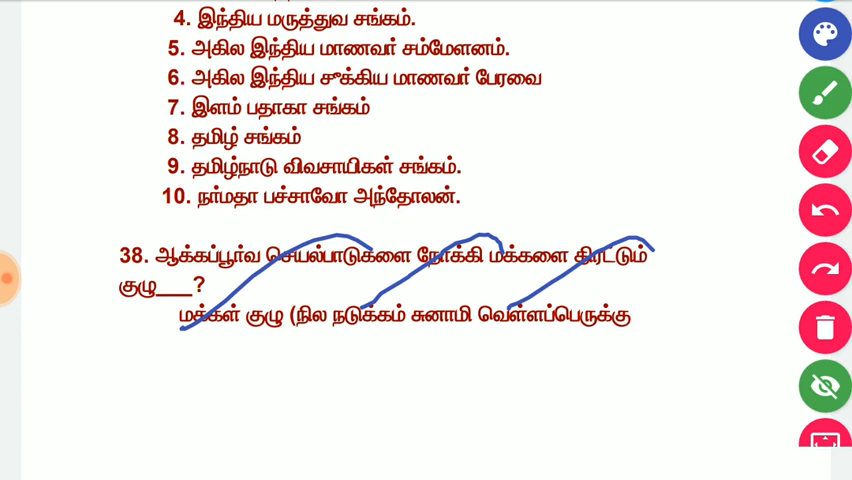 4. இந்திய மருத்துவ சங்கம்.
5. அகில இந்திய மாணவர் சம்மேளனம்.
6. அகில இந்திய சூக்கிய மாணவர் பேரவை
7. இளம் பதாகா சங்கம்
8. தமிழ் சங்கம்
9. தமிழ்நாடு விவசாயிகள் சங்கம்.
10. நர்மதா பச்சாவோ அந்தோலன்.
38. ஆக்கப்பூர்வ செயல்பாடுகளை நோக்கி மக்களை திரட்டும்
குழு___?
மக்கள் குழு (நில நடுக்கம் சுனாமி வெள்ளப்பெருக்கு